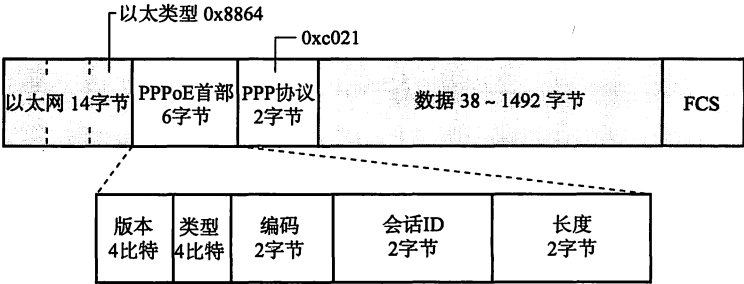 以太类型 0x8864
0xc021
以太网 14字节
PPPoE首部
6字节
PPP协议
2字节
数据 38 ~ 1492 字节
FCS
版本
4比特
类型
4比特
编码
2字节
会话ID
2字节
长度
2字节